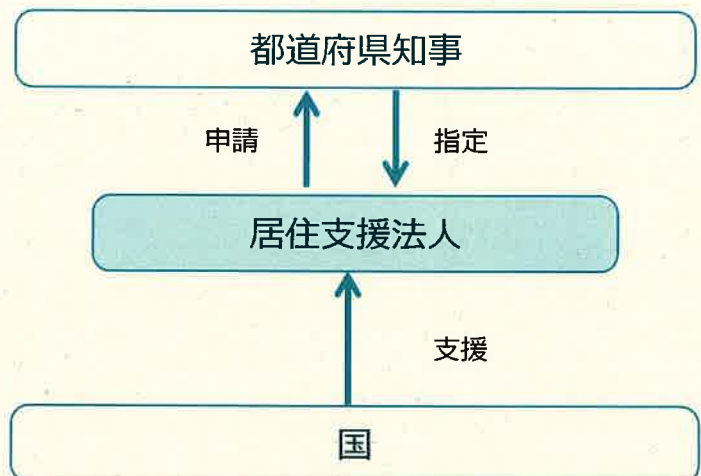 都道府県知事
申請
指定
居住支援法人
支援
国